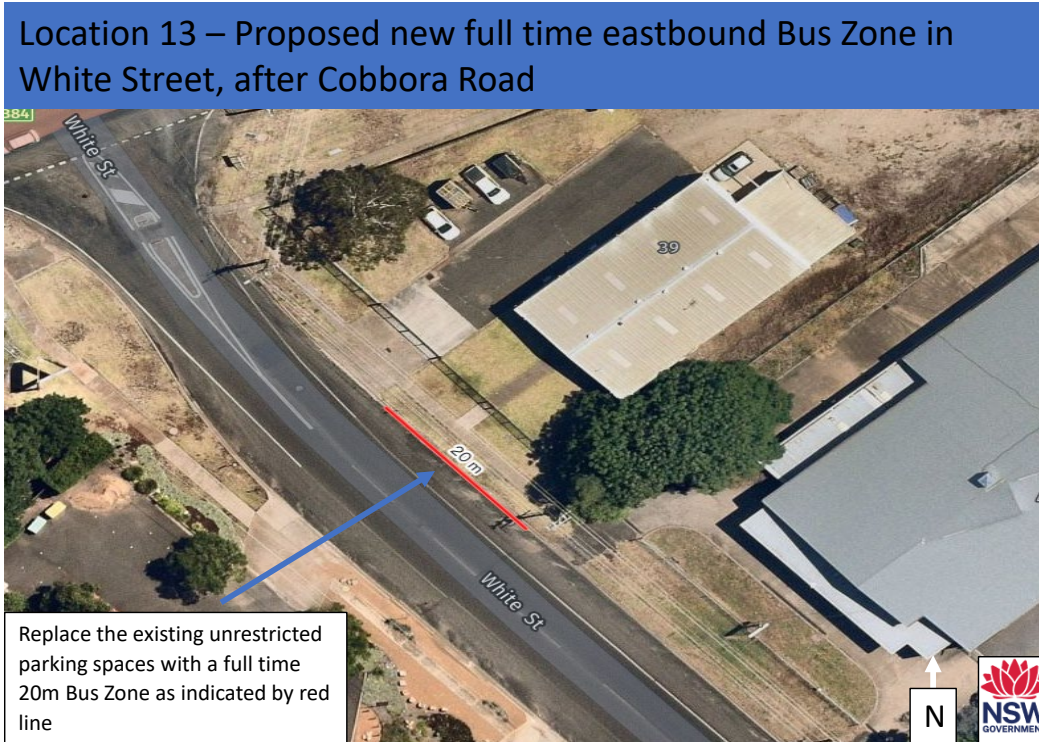 Location 13 – Proposed new full time eastbound Bus Zone in
White Street, after Cobbora Road
384
White St
39
20 m
White St
Replace the existing unrestricted
parking spaces with a full time
20m Bus Zone as indicated by red
line
N
NSW
GOVERNMENT